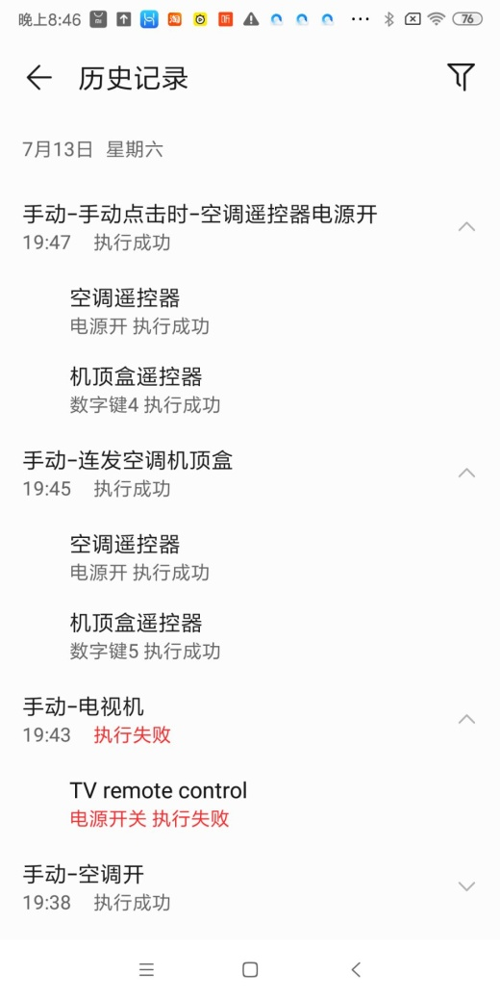 晚上8:46
76
历史记录
7月13日 星期六
手动-手动点击时-空调遥控器电源开
19:47 执行成功
空调遥控器
电源开 执行成功
机顶盒遥控器
数字键4 执行成功
手动-连发空调机顶盒
19:45 执行成功
空调遥控器
电源开 执行成功
机顶盒遥控器
数字键5 执行成功
手动-电视机
19:43 执行失败
TV remote control
电源开关 执行失败
手动-空调开
19:38 执行成功